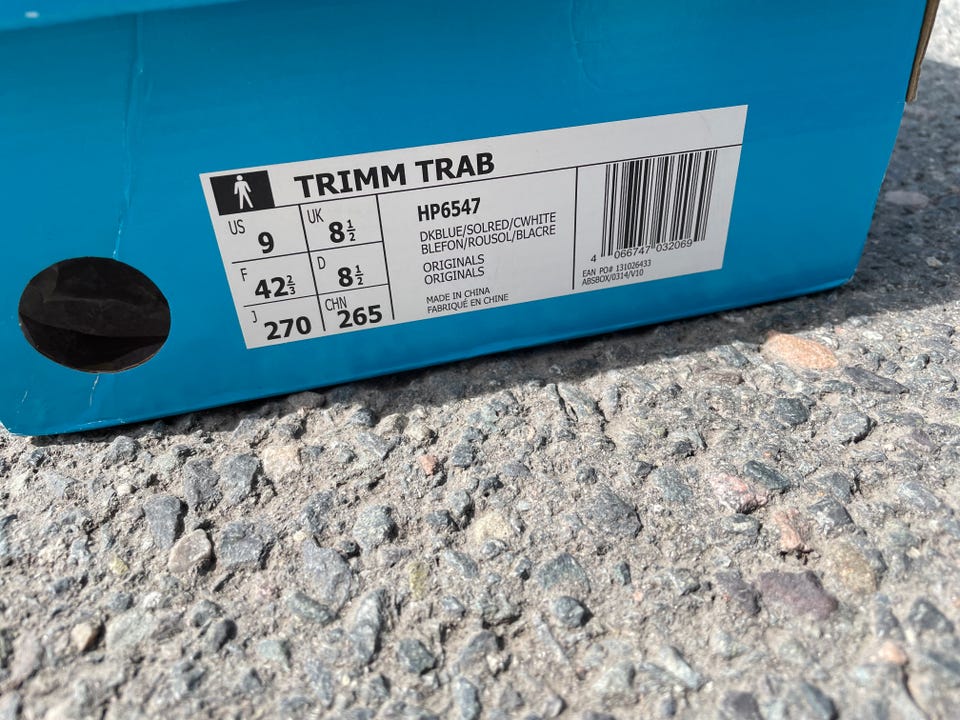 TRIMM TRAB
US 9 UK 8½
F 42⅔ D 8½
J 270 CHN 265
HP6547
DKBLUE/SOLRED/CWHITE
BLEFON/ROUSOL/BLACRE
ORIGINALS
ORIGINALS
MADE IN CHINA
FABRIQUÉ EN CHINE
4 066747 032069
EAN PO# 131026433
ABSBOX/0314/V10